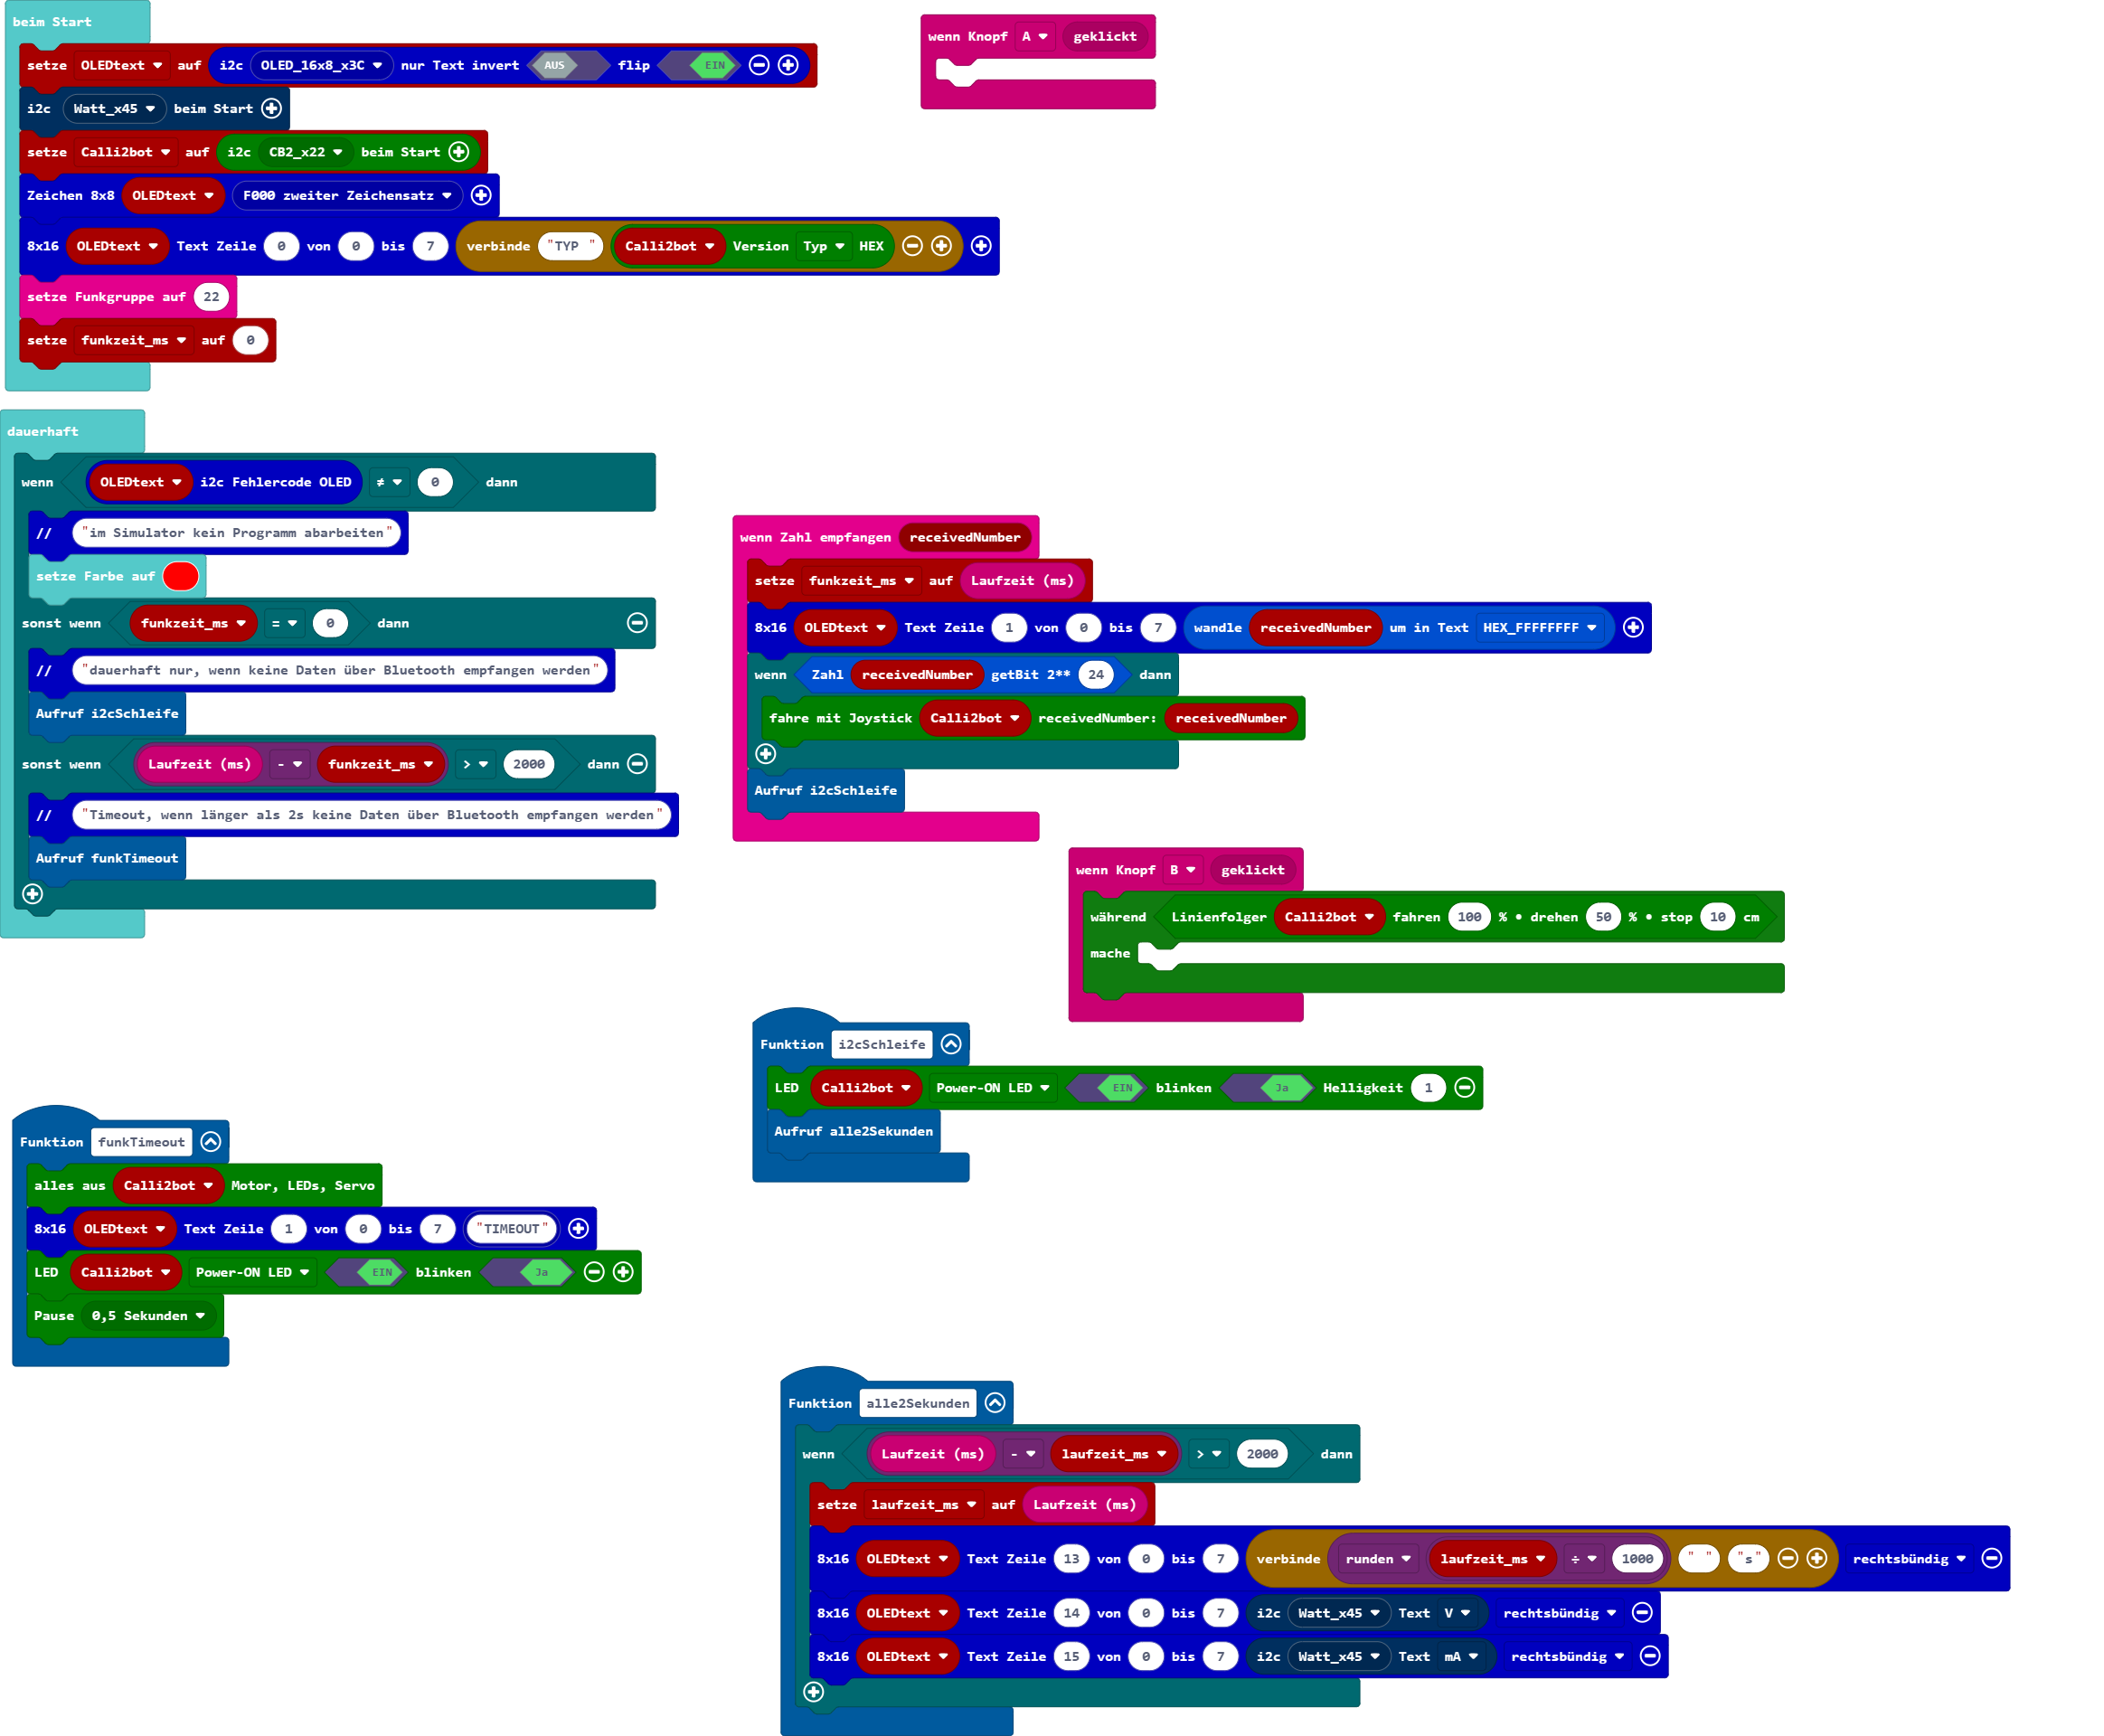 beim Start
setze OLEDtext auf i2c OLED_16x8_x3C nur Text invert AUS flip EIN
i2c Watt_x45 beim Start
setze Calli2bot auf i2c CB2_x22 beim Start
Zeichen 8x8 OLEDtext F000 zweiter Zeichensatz
8x16 OLEDtext Text Zeile 0 von 0 bis 7 verbinde "TYP " Calli2bot Version Typ HEX
setze Funkgruppe auf 22
setze funkzeit_ms auf 0
wenn Knopf A geklickt
dauerhaft
wenn OLEDtext i2c Fehlercode OLED ≠ 0 dann
// "im Simulator kein Programm abarbeiten"
setze Farbe auf
sonst wenn funkzeit_ms = 0 dann
// "dauerhaft nur, wenn keine Daten über Bluetooth empfangen werden"
Aufruf i2cSchleife
sonst wenn Laufzeit (ms) - funkzeit_ms > 2000 dann
// "Timeout, wenn länger als 2s keine Daten über Bluetooth empfangen werden"
Aufruf funkTimeout
wenn Zahl empfangen receivedNumber
setze funkzeit_ms auf Laufzeit (ms)
8x16 OLEDtext Text Zeile 1 von 0 bis 7 wandle receivedNumber um in Text HEX_FFFFFFFF
wenn Zahl receivedNumber getBit 2** 24 dann
fahre mit Joystick Calli2bot receivedNumber: receivedNumber
Aufruf i2cSchleife
wenn Knopf B geklickt
während Linienfolger Calli2bot fahren 100 % • drehen 50 % • stop 10 cm
mache
Funktion i2cSchleife
LED Calli2bot Power-ON LED EIN blinken Ja Helligkeit 1
Aufruf alle2Sekunden
Funktion funkTimeout
alles aus Calli2bot Motor, LEDs, Servo
8x16 OLEDtext Text Zeile 1 von 0 bis 7 "TIMEOUT"
LED Calli2bot Power-ON LED EIN blinken Ja
Pause 0,5 Sekunden
Funktion alle2Sekunden
wenn Laufzeit (ms) - laufzeit_ms > 2000 dann
setze laufzeit_ms auf Laufzeit (ms)
8x16 OLEDtext Text Zeile 13 von 0 bis 7 verbinde runden laufzeit_ms ÷ 1000 " " "s" rechtsbündig
8x16 OLEDtext Text Zeile 14 von 0 bis 7 i2c Watt_x45 Text V rechtsbündig
8x16 OLEDtext Text Zeile 15 von 0 bis 7 i2c Watt_x45 Text mA rechtsbündig